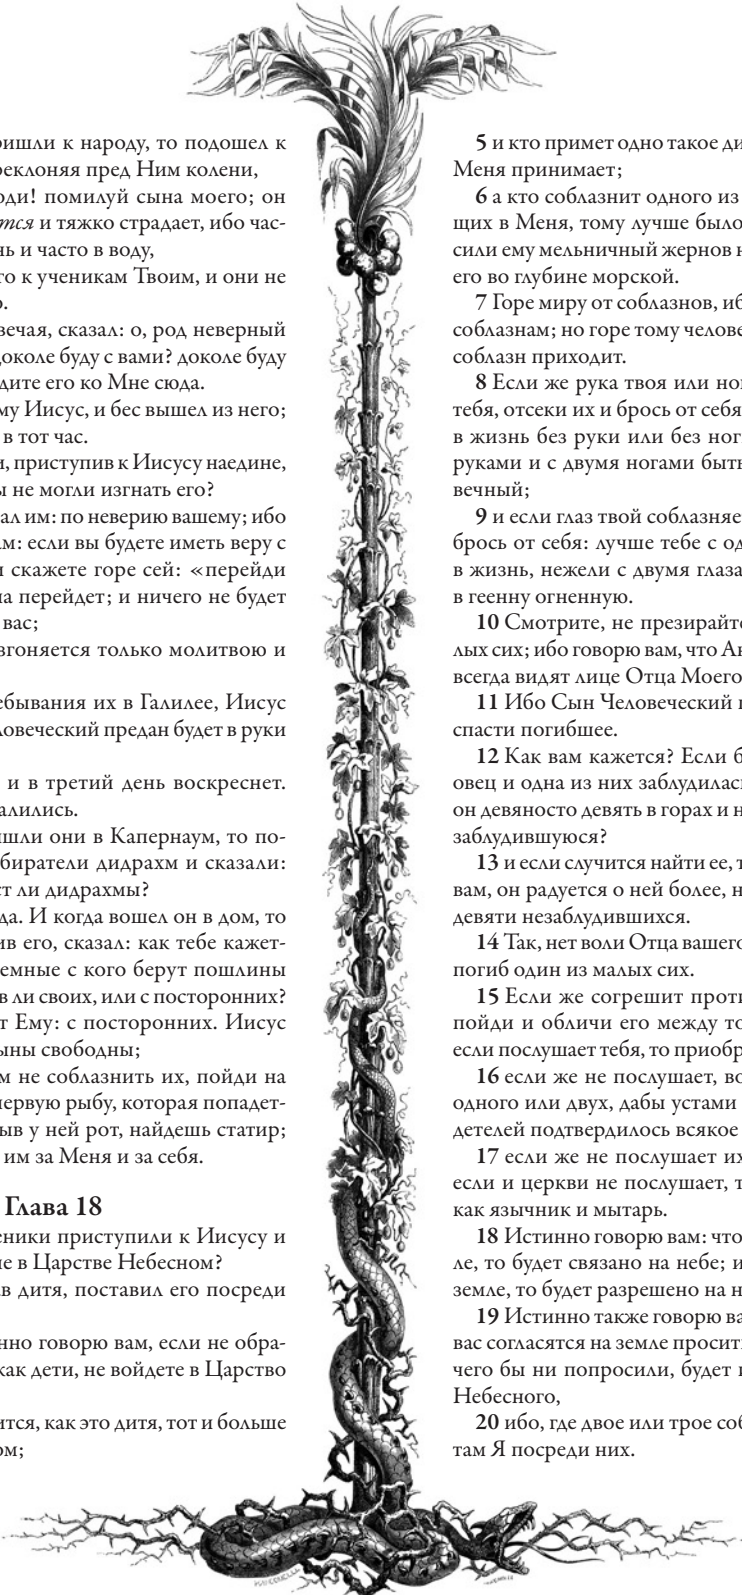 ришли к народу, то подошел к
реклоняя пред Ним колени,
оди! помилуй сына моего; он
тся и тяжко страдает, ибо час-
нь и часто в воду,
го к ученикам Твоим, и они не
о.
вечая, сказал: о, род неверный
доколе буду с вами? доколе буду
дите его ко Мне сюда.
му Иисус, и бес вышел из него;
в тот час.
и, приступив к Иисусу наедине,
ы не могли изгнать его?
ал им: по неверию вашему; ибо
ам: если вы будете иметь веру с
и скажете горе сей: «перейди
на перейдет; и ничего не будет
вас;
згоняется только молитвою и
ебывания их в Галилее, Иисус
ловеческий предан будет в руки
и в третий день воскреснет.
алились.
шли они в Капернаум, то по-
биратели дидрахм и сказали:
ст ли дидрахмы?
да. И когда вошел он в дом, то
ив его, сказал: как тебе кажет-
емные с кого берут пошлины
в ли своих, или с посторонних?
т Ему: с посторонних. Иисус
ыны свободны;
м не соблазнить их, пойди на
первую рыбу, которая попадет-
ыв у ней рот, найдешь статир;
им за Меня и за себя.
Глава 18
еники приступили к Иисусу и
ше в Царстве Небесном?
ав дитя, поставил его посреди
нно говорю вам, если не обра-
как дети, не войдете в Царство
ится, как это дитя, тот и больше
ом;
5 и кто примет одно такое ди
Меня принимает;
6 а кто соблазнит одного из
щих в Меня, тому лучше было
сили ему мельничный жернов н
его во глубине морской.
7 Горе миру от соблазнов, иб
соблазнам; но горе тому челове
соблазн приходит.
8 Если же рука твоя или ног
тебя, отсеки их и брось от себя
в жизнь без руки или без ног
руками и с двумя ногами быть
вечный;
9 и если глаз твой соблазняе
брось от себя: лучше тебе с од
в жизнь, нежели с двумя глаза
в геенну огненную.
10 Смотрите, не презирайте
лых сих; ибо говорю вам, что Ан
всегда видят лице Отца Моего
11 Ибо Сын Человеческий п
спасти погибшее.
12 Как вам кажется? Если б
овец и одна из них заблудилас
он девяносто девять в горах и н
заблудившуюся?
13 и если случится найти ее, т
вам, он радуется о ней более, н
девяти незаблудившихся.
14 Так, нет воли Отца вашего
погиб один из малых сих.
15 Если же согрешит проти
пойди и обличи его между то
если послушает тебя, то приобр
16 если же не послушает, во
одного или двух, дабы устами
детелей подтвердилось всякое
17 если же не послушает их
если и церкви не послушает, т
как язычник и мытарь.
18 Истинно говорю вам: что
ле, то будет связано на небе; и
земле, то будет разрешено на н
19 Истинно также говорю ва
вас согласятся на земле просит
чего бы ни попросили, будет
Небесного,
20 ибо, где двое или трое соб
там Я посреди них.